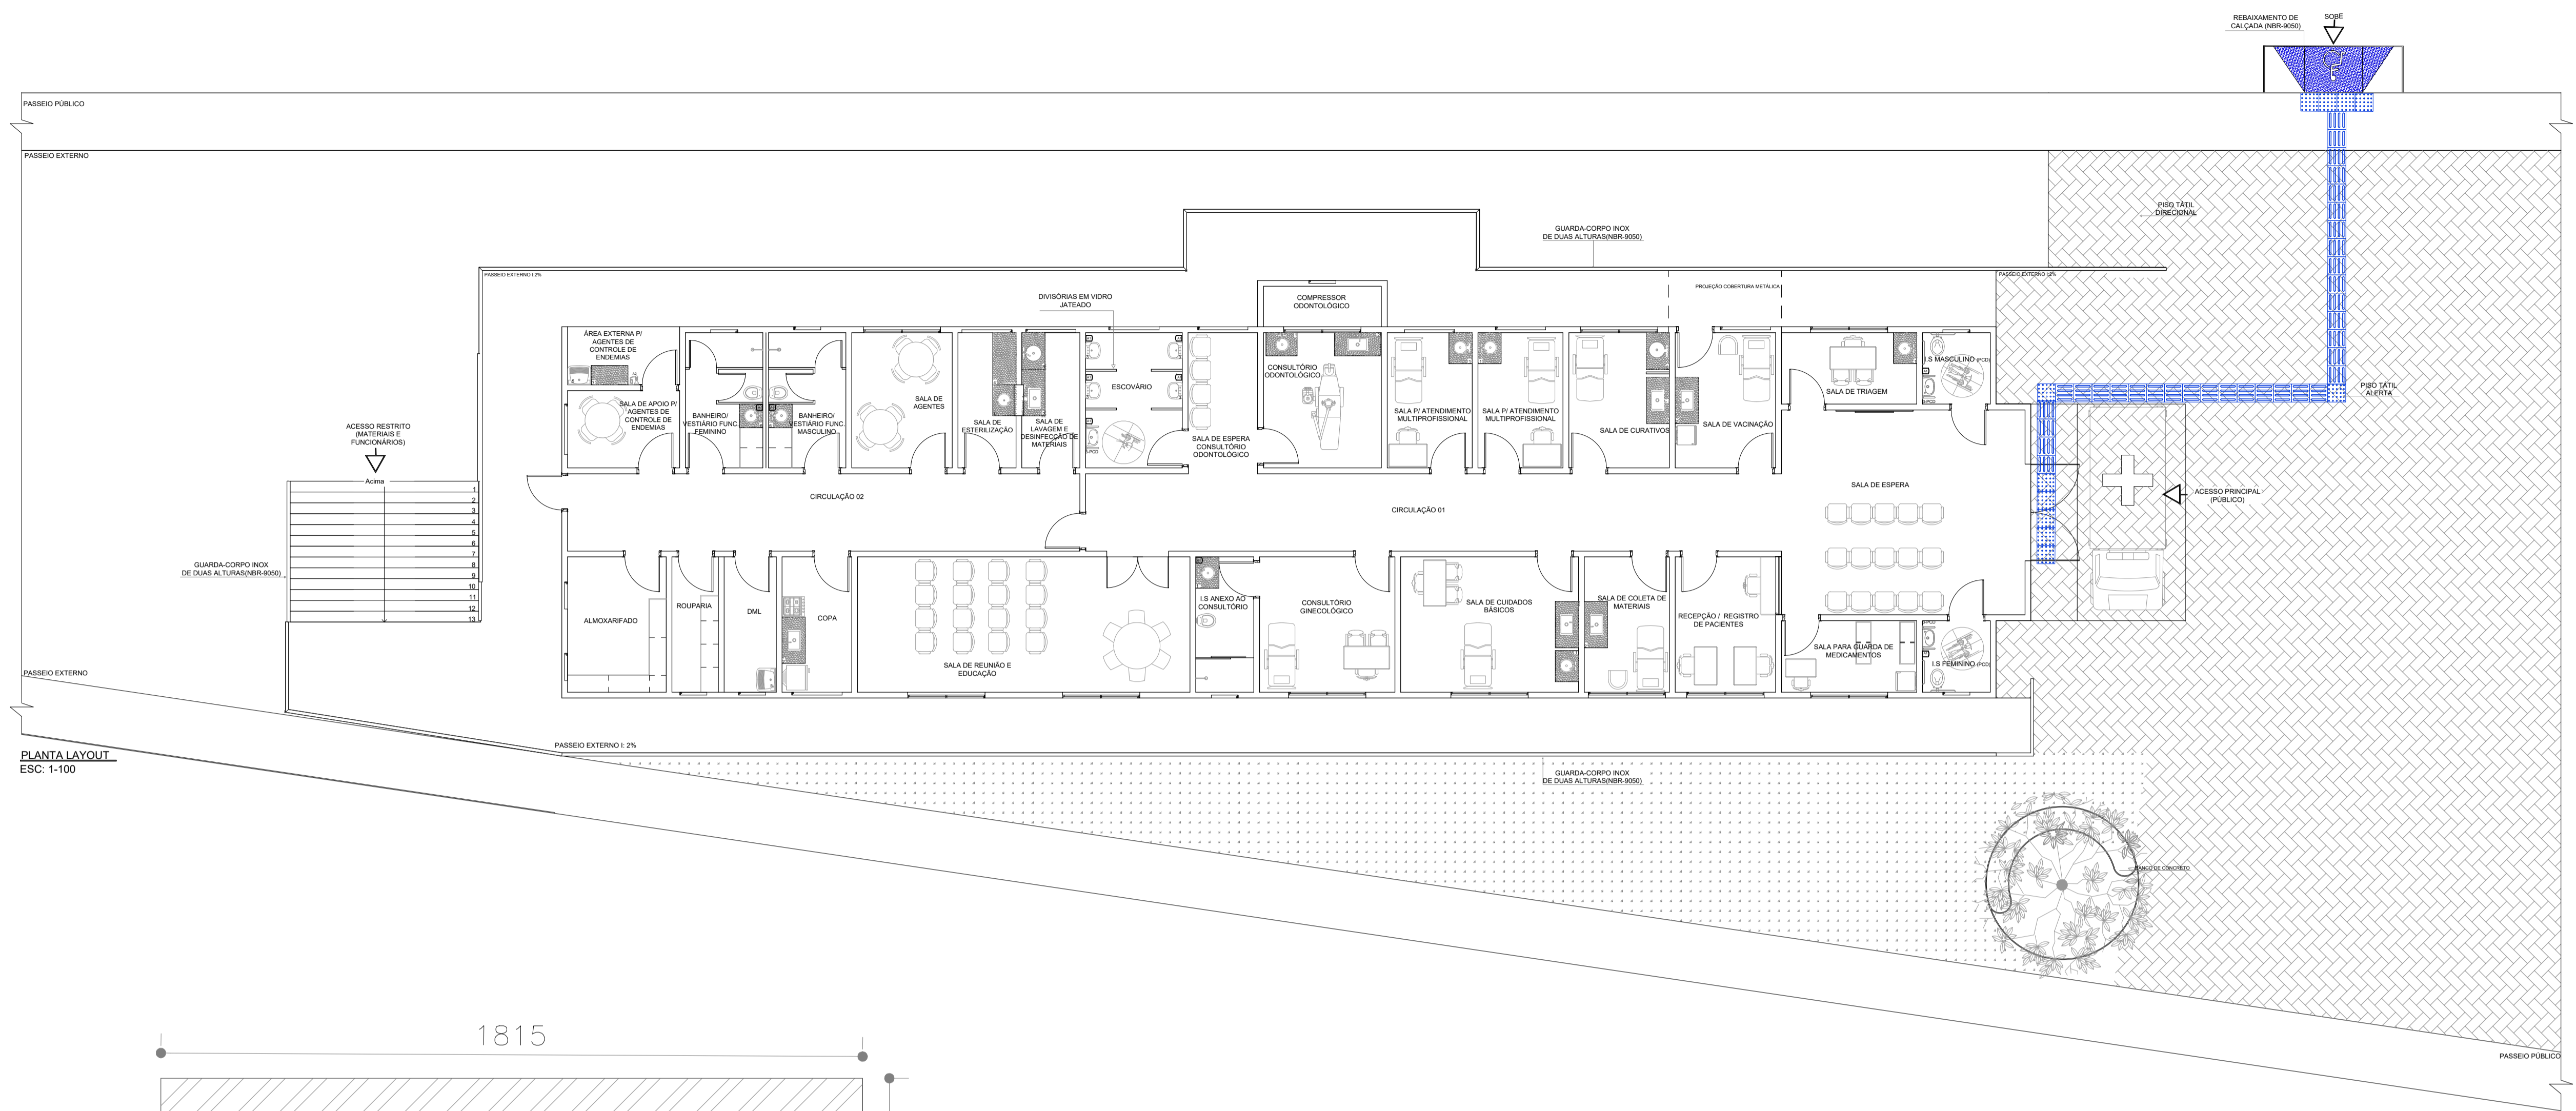 REBAIXAMENTO DE
CALÇADA (NBR-9050)
SOBE
PASSEIO PÚBLICO
PASSEIO EXTERNO
PISO TÁTIL
DIRECIONAL
GUARDA-CORPO INOX
DE DUAS ALTURAS(NBR-9050)
PASSEIO EXTERNO I:2%
PASSEIO EXTERNO I:2%
PROJEÇÃO COBERTURA METÁLICA
DIVISÓRIAS EM VIDRO
JATEADO
COMPRESSOR
ODONTOLÓGICO
ÁREA EXTERNA P/
AGENTES DE
CONTROLE DE
ENDEMIAS
SALA DE APOIO P/
AGENTES DE
CONTROLE DE
ENDEMIAS
BANHEIRO/
VESTIÁRIO FUNC.
FEMININO
BANHEIRO/
VESTIÁRIO FUNC.
MASCULINO
SALA DE
AGENTES
SALA DE
ESTERILIZAÇÃO
SALA DE
LAVAGEM E
DESINFECÇÃO DE
MATERIAIS
ESCOVÁRIO
SALA DE ESPERA
CONSULTÓRIO
ODONTOLÓGICO
CONSULTÓRIO
ODONTOLÓGICO
SALA P/ ATENDIMENTO
MULTIPROFISSIONAL
SALA P/ ATENDIMENTO
MULTIPROFISSIONAL
SALA DE CURATIVOS
SALA DE VACINAÇÃO
SALA DE TRIAGEM
I.S MASCULINO (PCD)
PISO TÁTIL
ALERTA
ACESSO RESTRITO
(MATERIAIS E
FUNCIONÁRIOS)
Acima
1
2
3
4
5
6
7
8
9
10
11
12
13
CIRCULAÇÃO 02
CIRCULAÇÃO 01
SALA DE ESPERA
ACESSO PRINCIPAL
(PÚBLICO)
GUARDA-CORPO INOX
DE DUAS ALTURAS(NBR-9050)
ALMOXARIFADO
ROUPARIA
DML
COPA
SALA DE REUNIÃO E
EDUCAÇÃO
I.S ANEXO AO
CONSULTÓRIO
CONSULTÓRIO
GINECOLÓGICO
SALA DE CUIDADOS
BÁSICOS
SALA DE COLETA DE
MATERIAIS
RECEPÇÃO / REGISTRO
DE PACIENTES
SALA PARA GUARDA DE
MEDICAMENTOS
I.S FEMININO (PCD)
PASSEIO EXTERNO
PASSEIO EXTERNO I: 2%
PLANTA LAYOUT
ESC: 1-100
GUARDA-CORPO INOX
DE DUAS ALTURAS(NBR-9050)
BANCO DE CONCRETO
1815
PASSEIO PÚBLICO